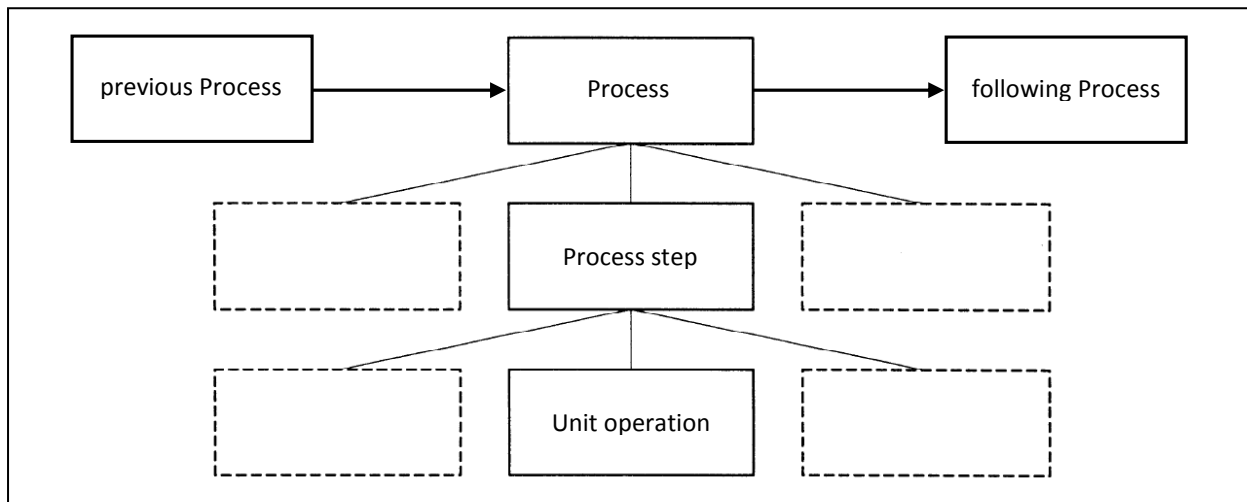 previous Process
Process
following Process
Process step
Unit operation